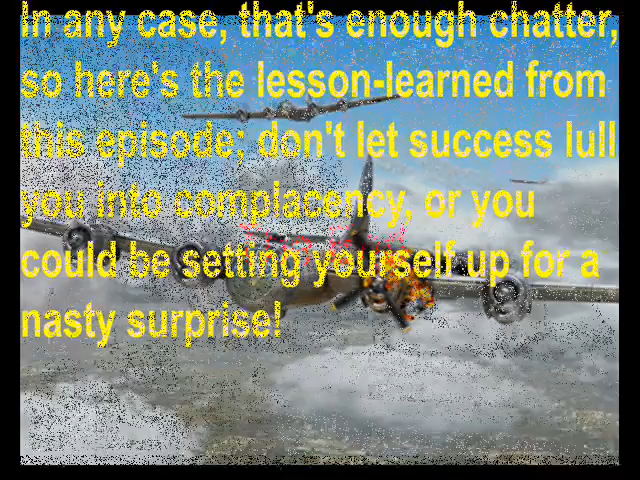 In any case, that's enough chatter,
so here's the lesson-learned from
this episode; don't let success lull
you into complacency, or you
could be setting yourself up for a
nasty surprise!